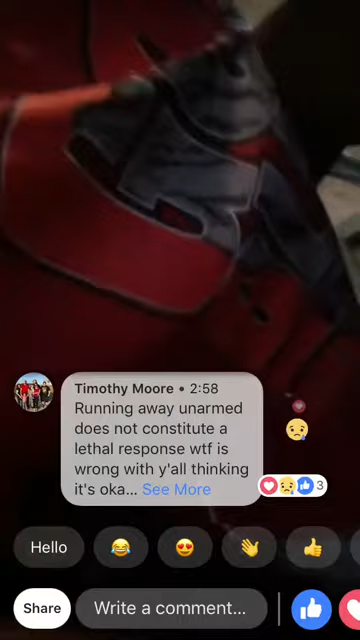 Timothy Moore • 2:58
Running away unarmed
does not constitute a
lethal response wtf is
wrong with y'all thinking
it's oka... See More
3
Hello
Share
Write a comment...